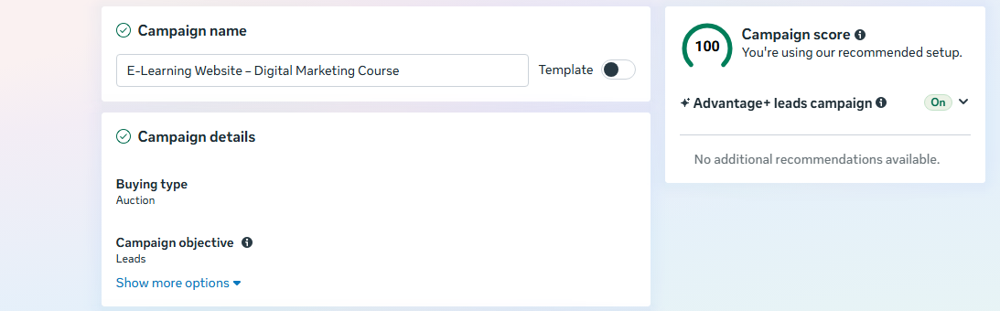 Campaign name
E-Learning Website – Digital Marketing Course
Template
Campaign details
Buying type
Auction
Campaign objective
Leads
Show more options
100
Campaign score
You're using our recommended setup.
Advantage+ leads campaign
On
No additional recommendations available.